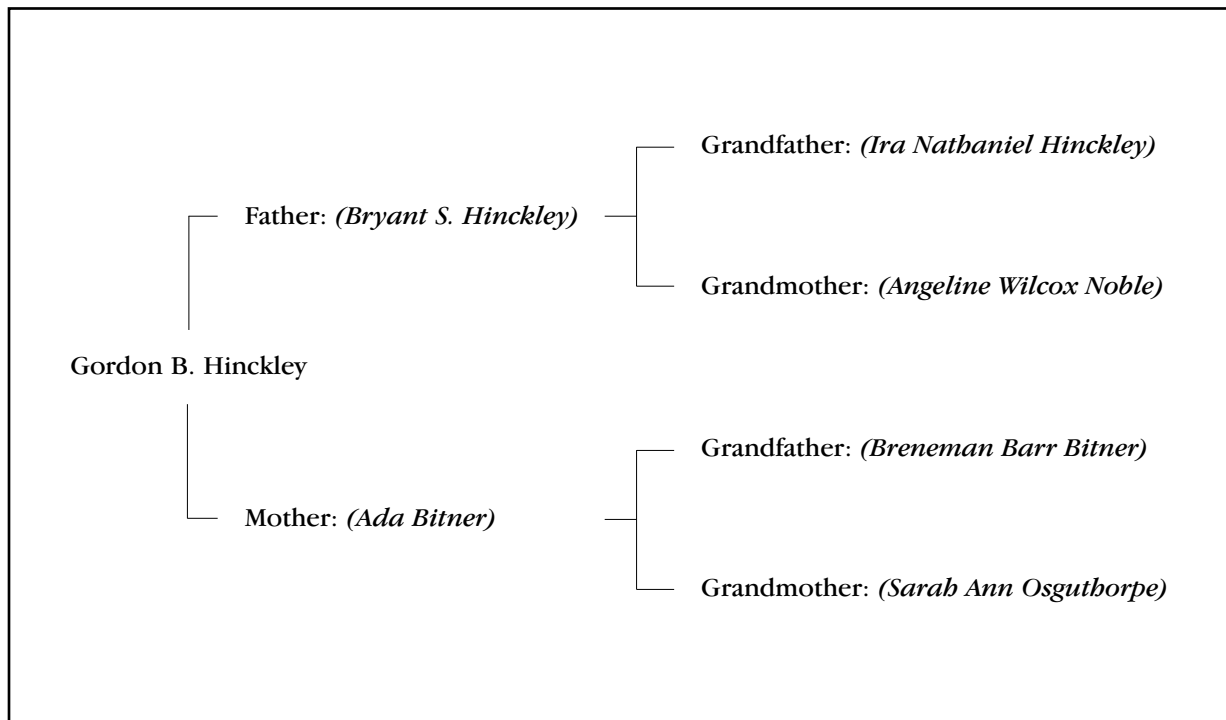 Grandfather: (Ira Nathaniel Hinckley)
Father: (Bryant S. Hinckley)
Grandmother: (Angeline Wilcox Noble)
Gordon B. Hinckley
Grandfather: (Breneman Barr Bitner)
Mother: (Ada Bitner)
Grandmother: (Sarah Ann Osguthorpe)